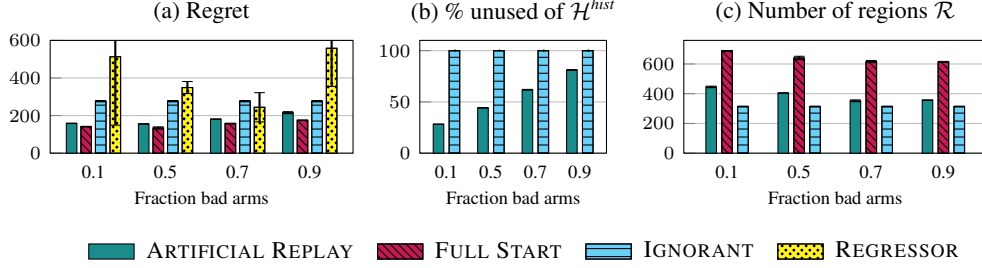 (a) Regret
600
400
200
0
0.1 0.5 0.7 0.9
Fraction bad arms
(b) % unused of ℋʰⁱˢᵗ
100
50
0
0.1 0.5 0.7 0.9
Fraction bad arms
(c) Number of regions ℛ
600
400
200
0
0.1 0.5 0.7 0.9
Fraction bad arms
ARTIFICIAL REPLAY FULL START IGNORANT REGRESSOR